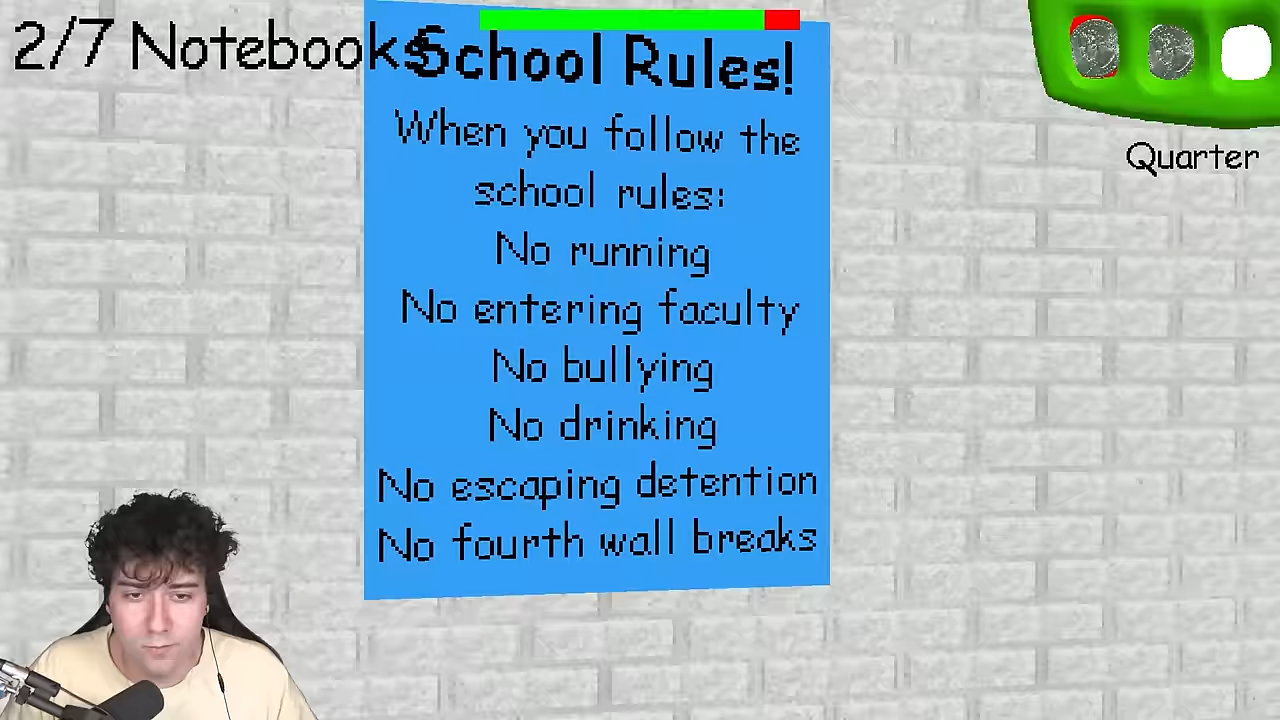 2/7 Notebooks
School Rules!
When you follow the
school rules:
No running
No entering faculty
No bullying
No drinking
No escaping detention
No fourth wall breaks
Quarter